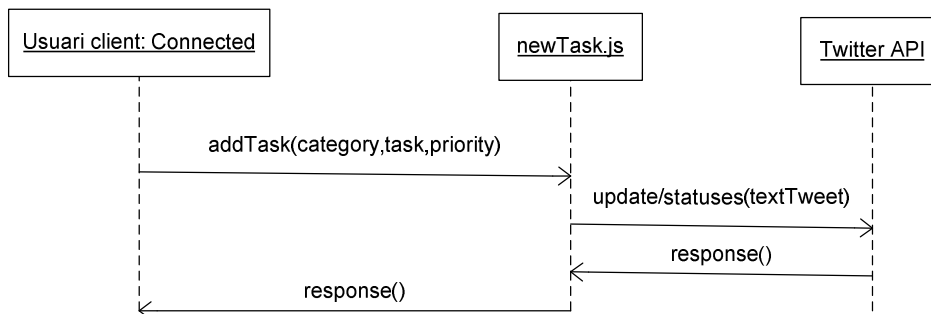 Usuari client: Connected
newTask.js
Twitter API
addTask(category,task,priority)
update/statuses(textTweet)
response()
response()